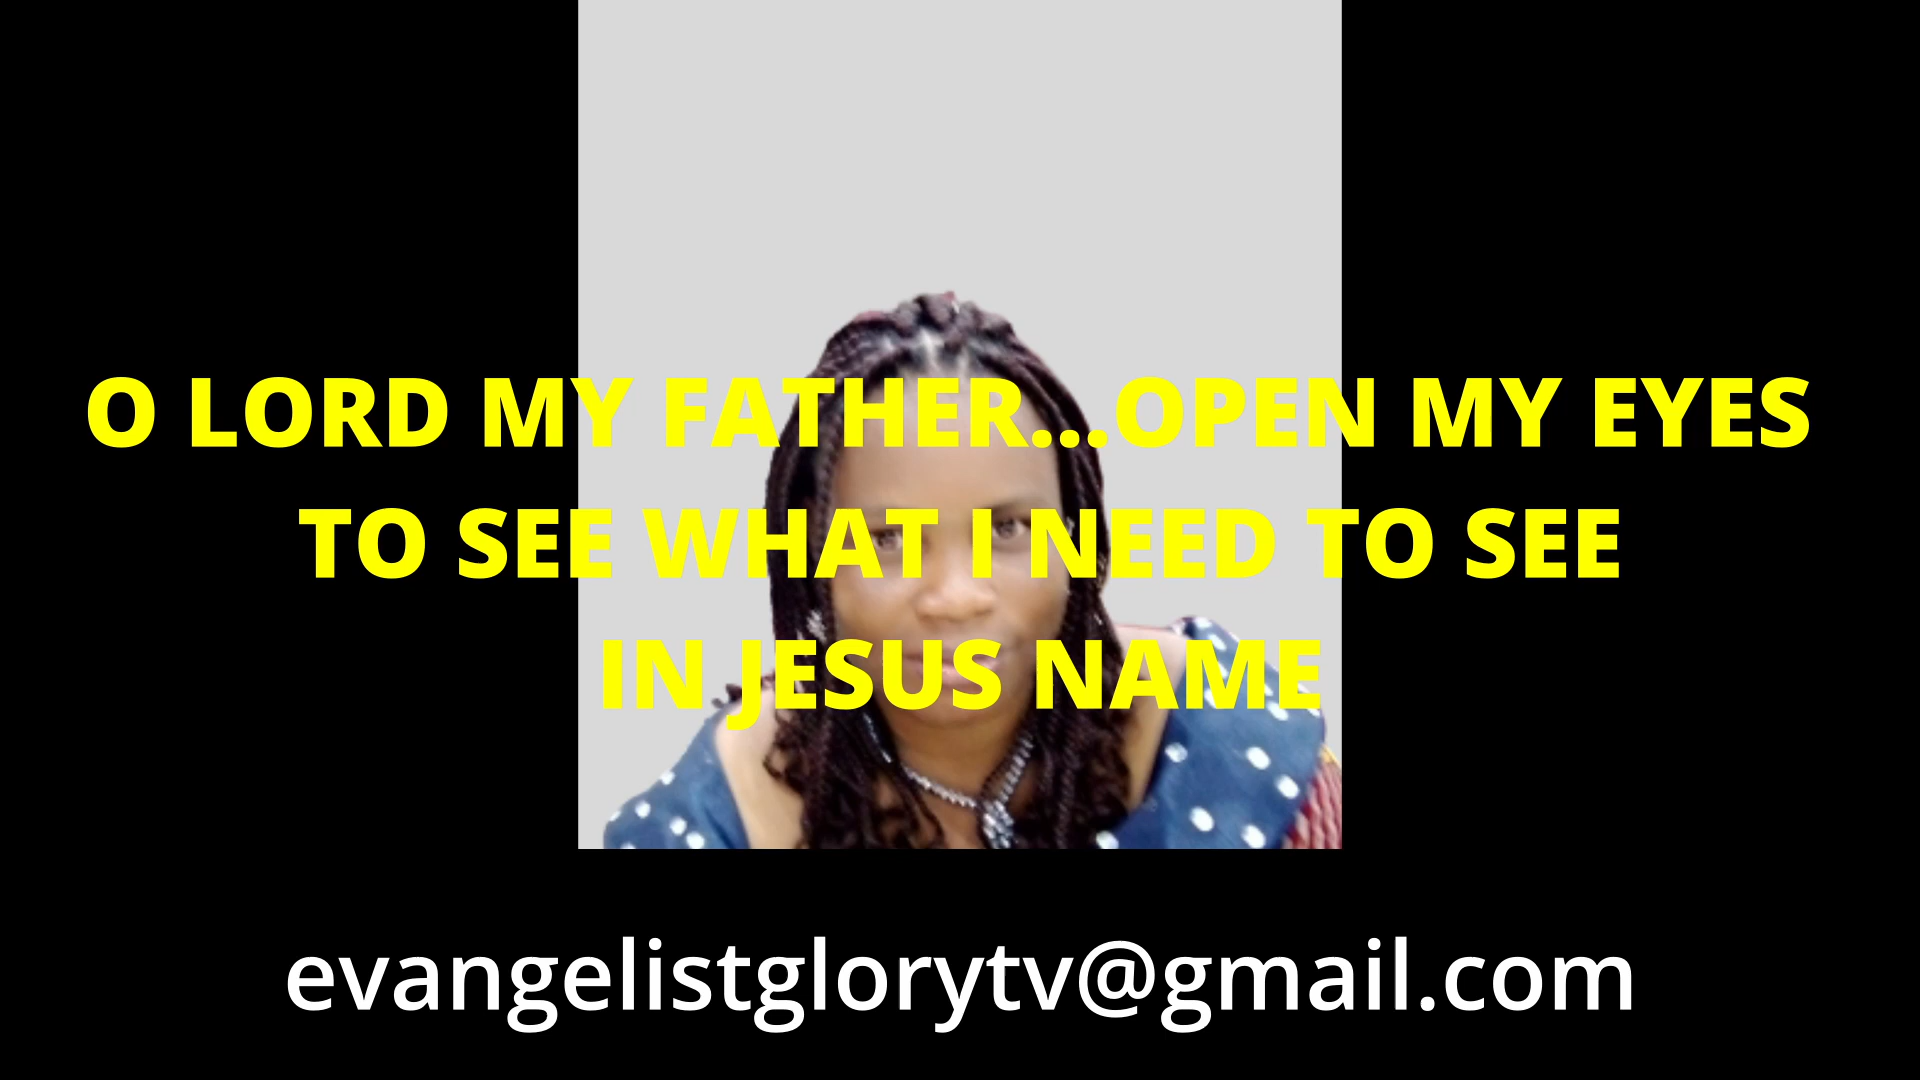 O LORD MY FATHER...OPEN MY EYES
TO SEE WHAT I NEED TO SEE
IN JESUS NAME
evangelistglorytv@gmail.com